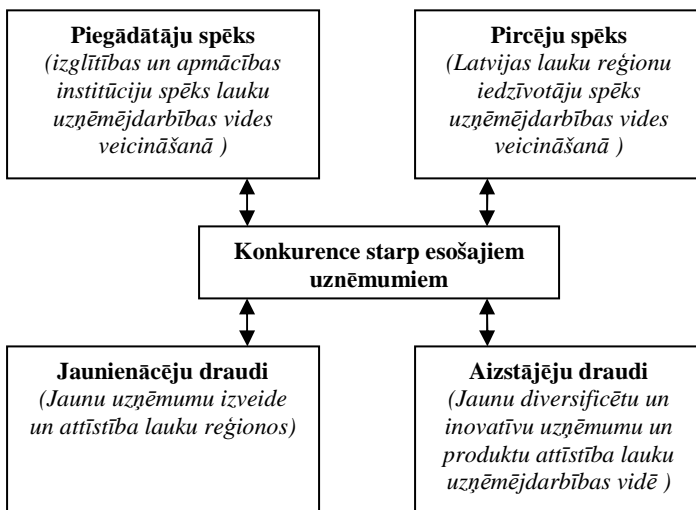 Piegādātāju spēks
(izglītības un apmācības
institūciju spēks lauku
uzņēmējdarbības vides
veicināšanā )
Pircēju spēks
(Latvijas lauku reģionu
iedzīvotāju spēks
uzņēmējdarbības vides
veicināšanā )
Konkurence starp esošajiem
uzņēmumiem
Jaunienācēju draudi
(Jaunu uzņēmumu izveide
un attīstība lauku reģionos)
Aizstājēju draudi
(Jaunu diversificētu un
inovatīvu uzņēmumu un
produktu attīstība lauku
uzņēmējdarbības vidē )